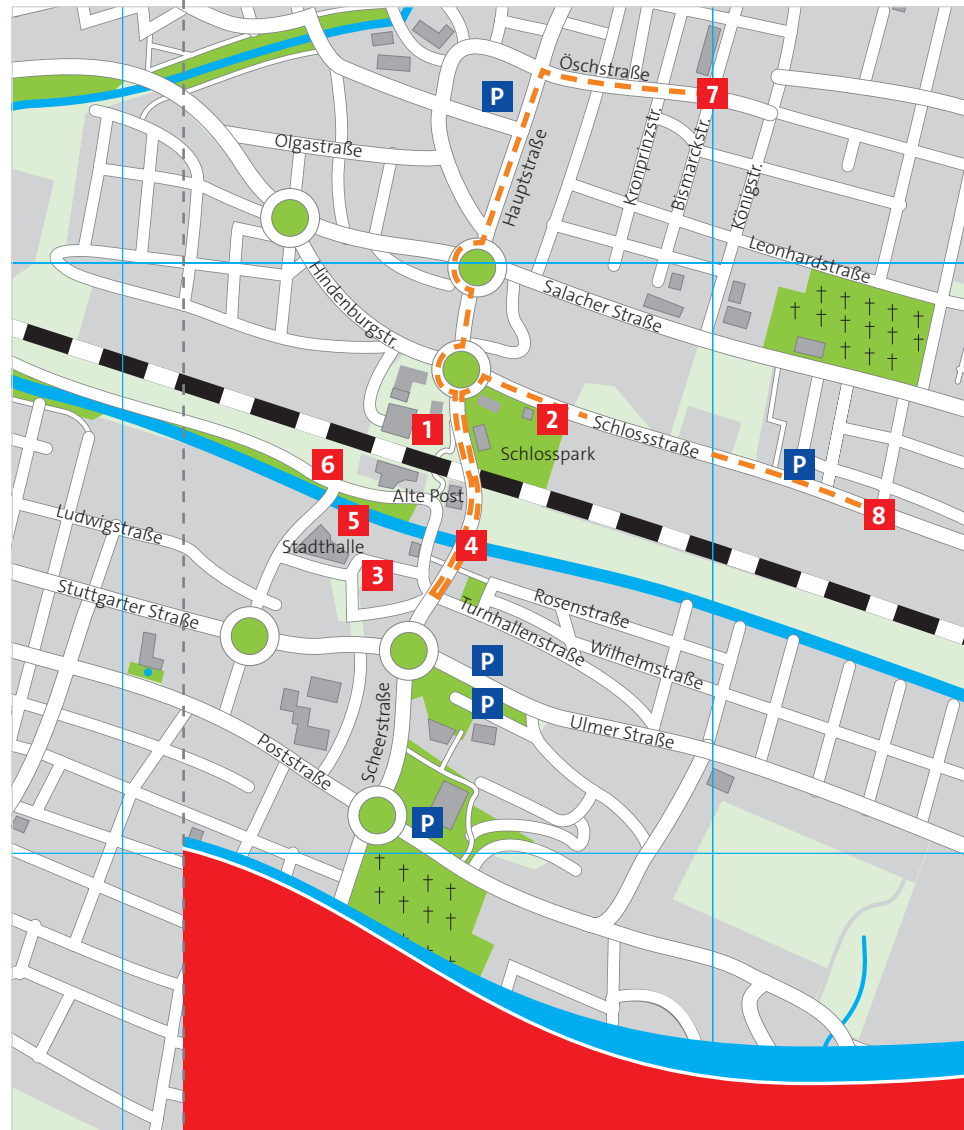 Öschstraße
P
7
Olgastraße
Hauptstraße
Kronprinzstr.
Bismarckstr.
Königstr.
Leonhardstraße
Hindenburgstr.
Salacher Straße
1
2
Schlossstraße
Schlosspark
P
6
Alte Post
8
Ludwigstraße
5
Stadthalle
4
3
Stuttgarter Straße
Rosenstraße
Turnhallenstraße
Wilhelmstraße
P
P
Ulmer Straße
Scheerstraße
Poststraße
P